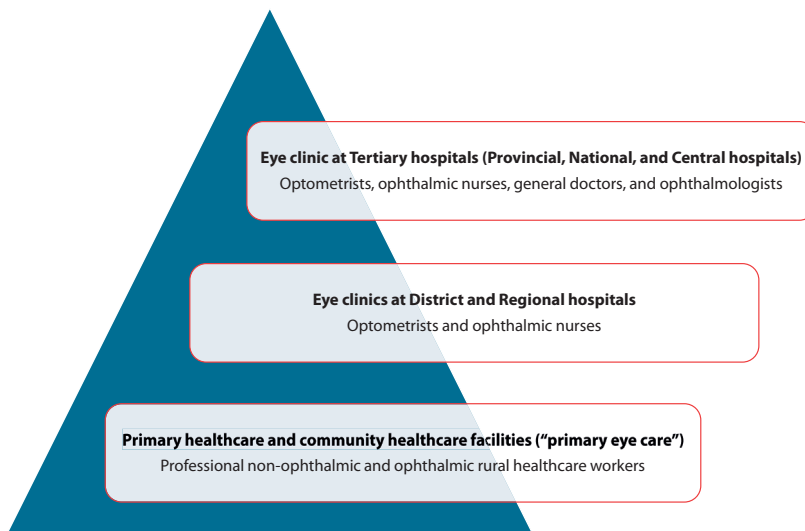 Eye clinic at Tertiary hospitals (Provincial, National, and Central hospitals)
Optometrists, ophthalmic nurses, general doctors, and ophthalmologists
Eye clinics at District and Regional hospitals
Optometrists and ophthalmic nurses
Primary healthcare and community healthcare facilities (“primary eye care”)
Professional non-ophthalmic and ophthalmic rural healthcare workers